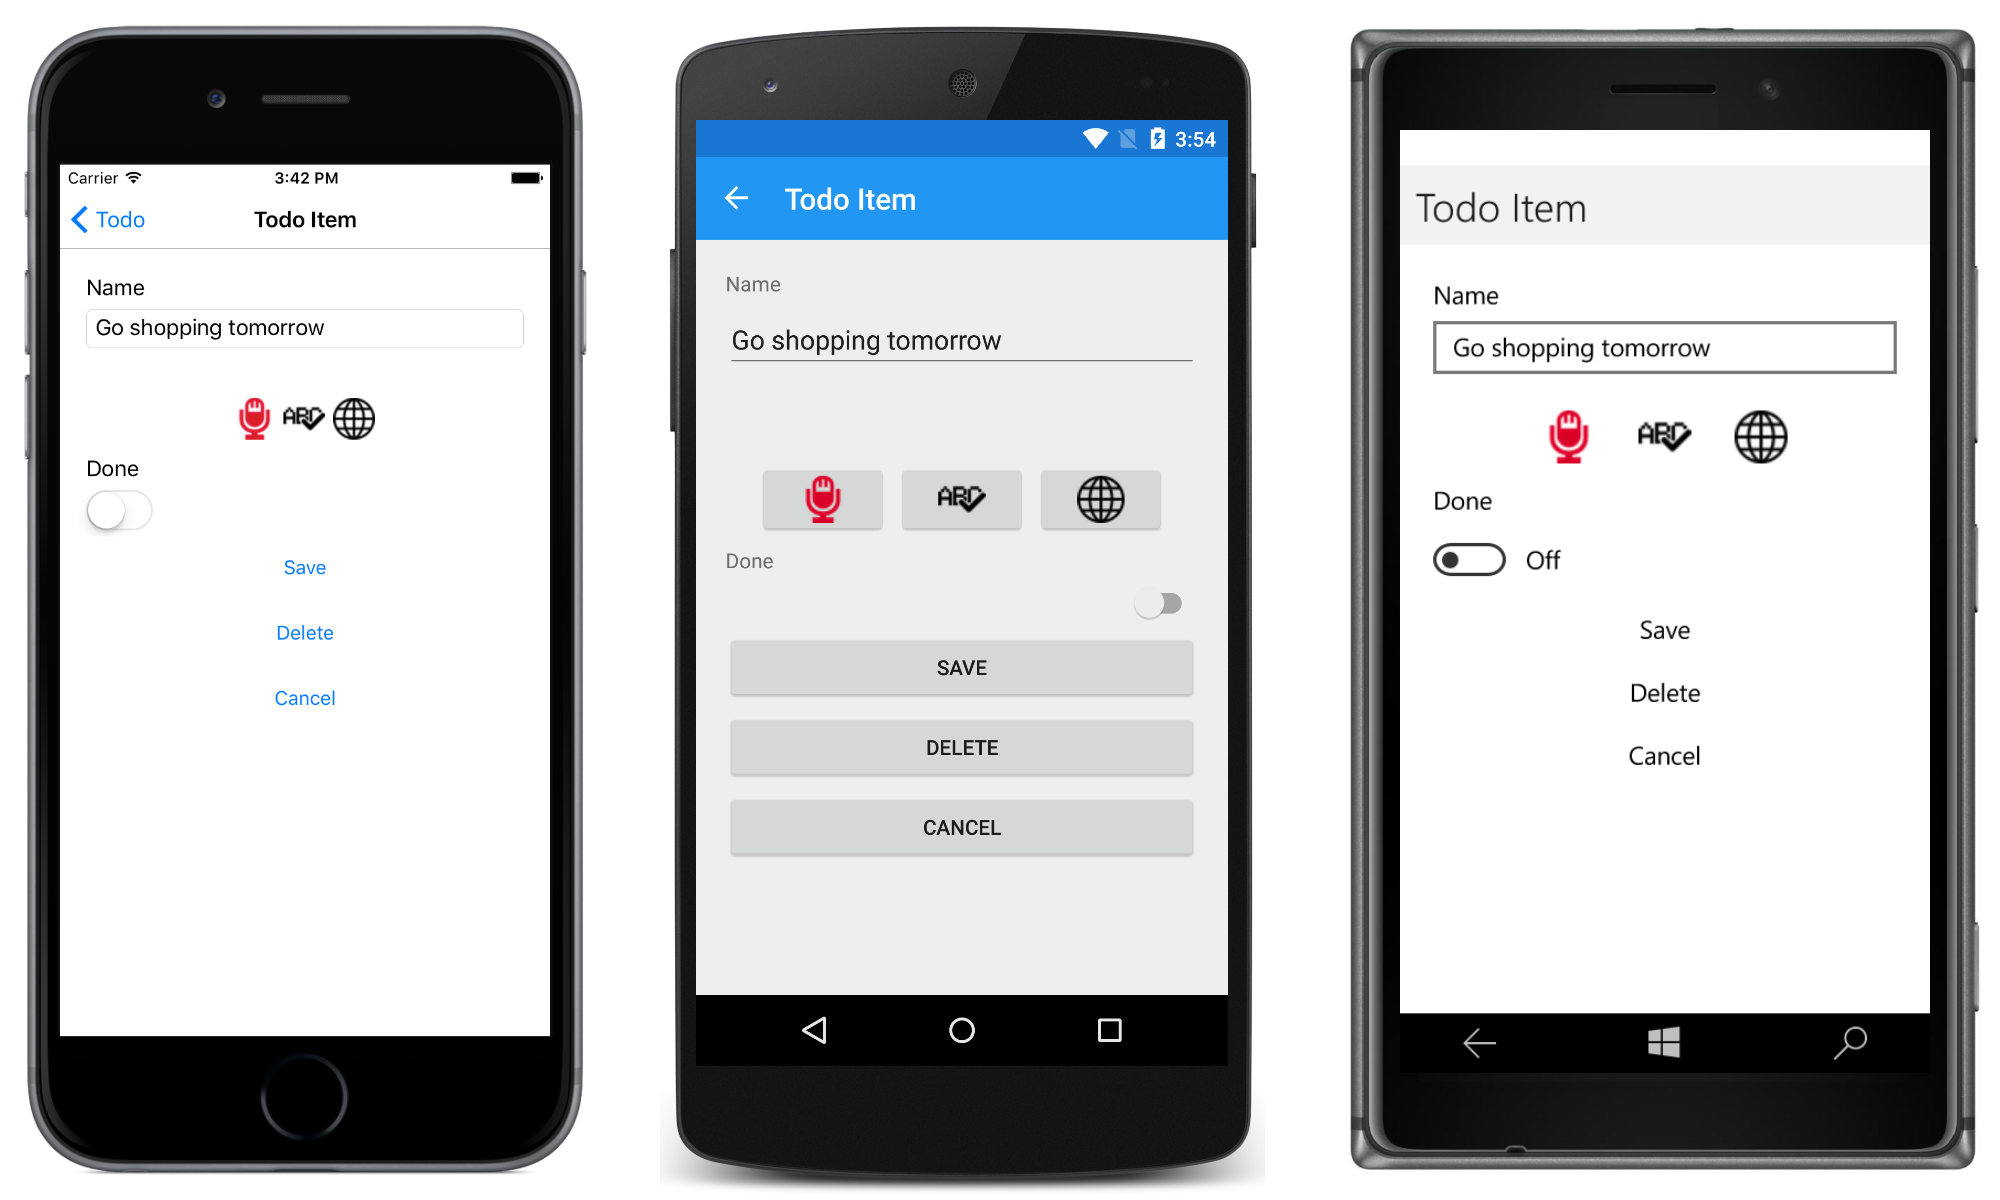 Carrier 3:42 PM
Todo Todo Item
Name
Go shopping tomorrow
ABC
Done
Save
Delete
Cancel
3:54
Todo Item
Name
Go shopping tomorrow
ABC
Done
SAVE
DELETE
CANCEL
Todo Item
Name
Go shopping tomorrow
ABC
Done
Off
Save
Delete
Cancel